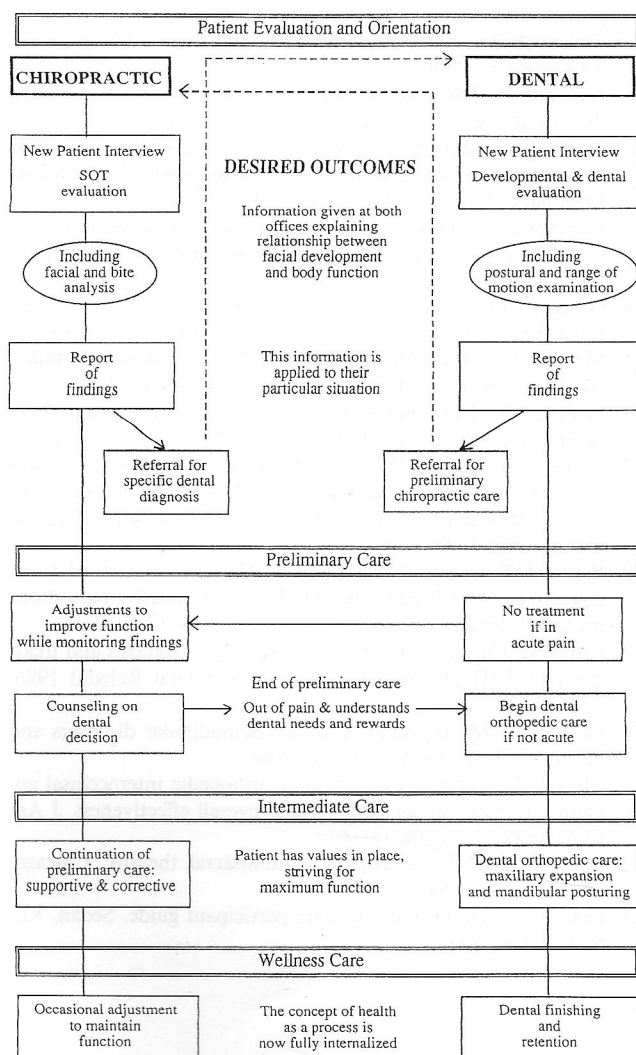 Patient Evaluation and Orientation
CHIROPRACTIC
DENTAL
New Patient Interview
SOT
evaluation
DESIRED OUTCOMES
New Patient Interview
Developmental & dental
evaluation
Information given at both
offices explaining
relationship between
facial development
and body function
Including
facial and bite
analysis
Including
postural and range of
motion examination
Report
of
findings
This information is
applied to their
particular situation
Report
of
findings
Referral for
specific dental
diagnosis
Referral for
preliminary
chiropractic care
Preliminary Care
Adjustments to
improve function
while monitoring findings
No treatment
if in
acute pain
Counseling on
dental
decision
End of preliminary care
Out of pain & understands
dental needs and rewards
Begin dental
orthopedic care
if not acute
Intermediate Care
Continuation of
preliminary care:
supportive & corrective
Patient has values in place,
striving for
maximum function
Dental orthopedic care:
maxillary expansion
and mandibular posturing
Wellness Care
Occasional adjustment
to maintain
function
The concept of health
as a process is
now fully internalized
Dental finishing
and
retention